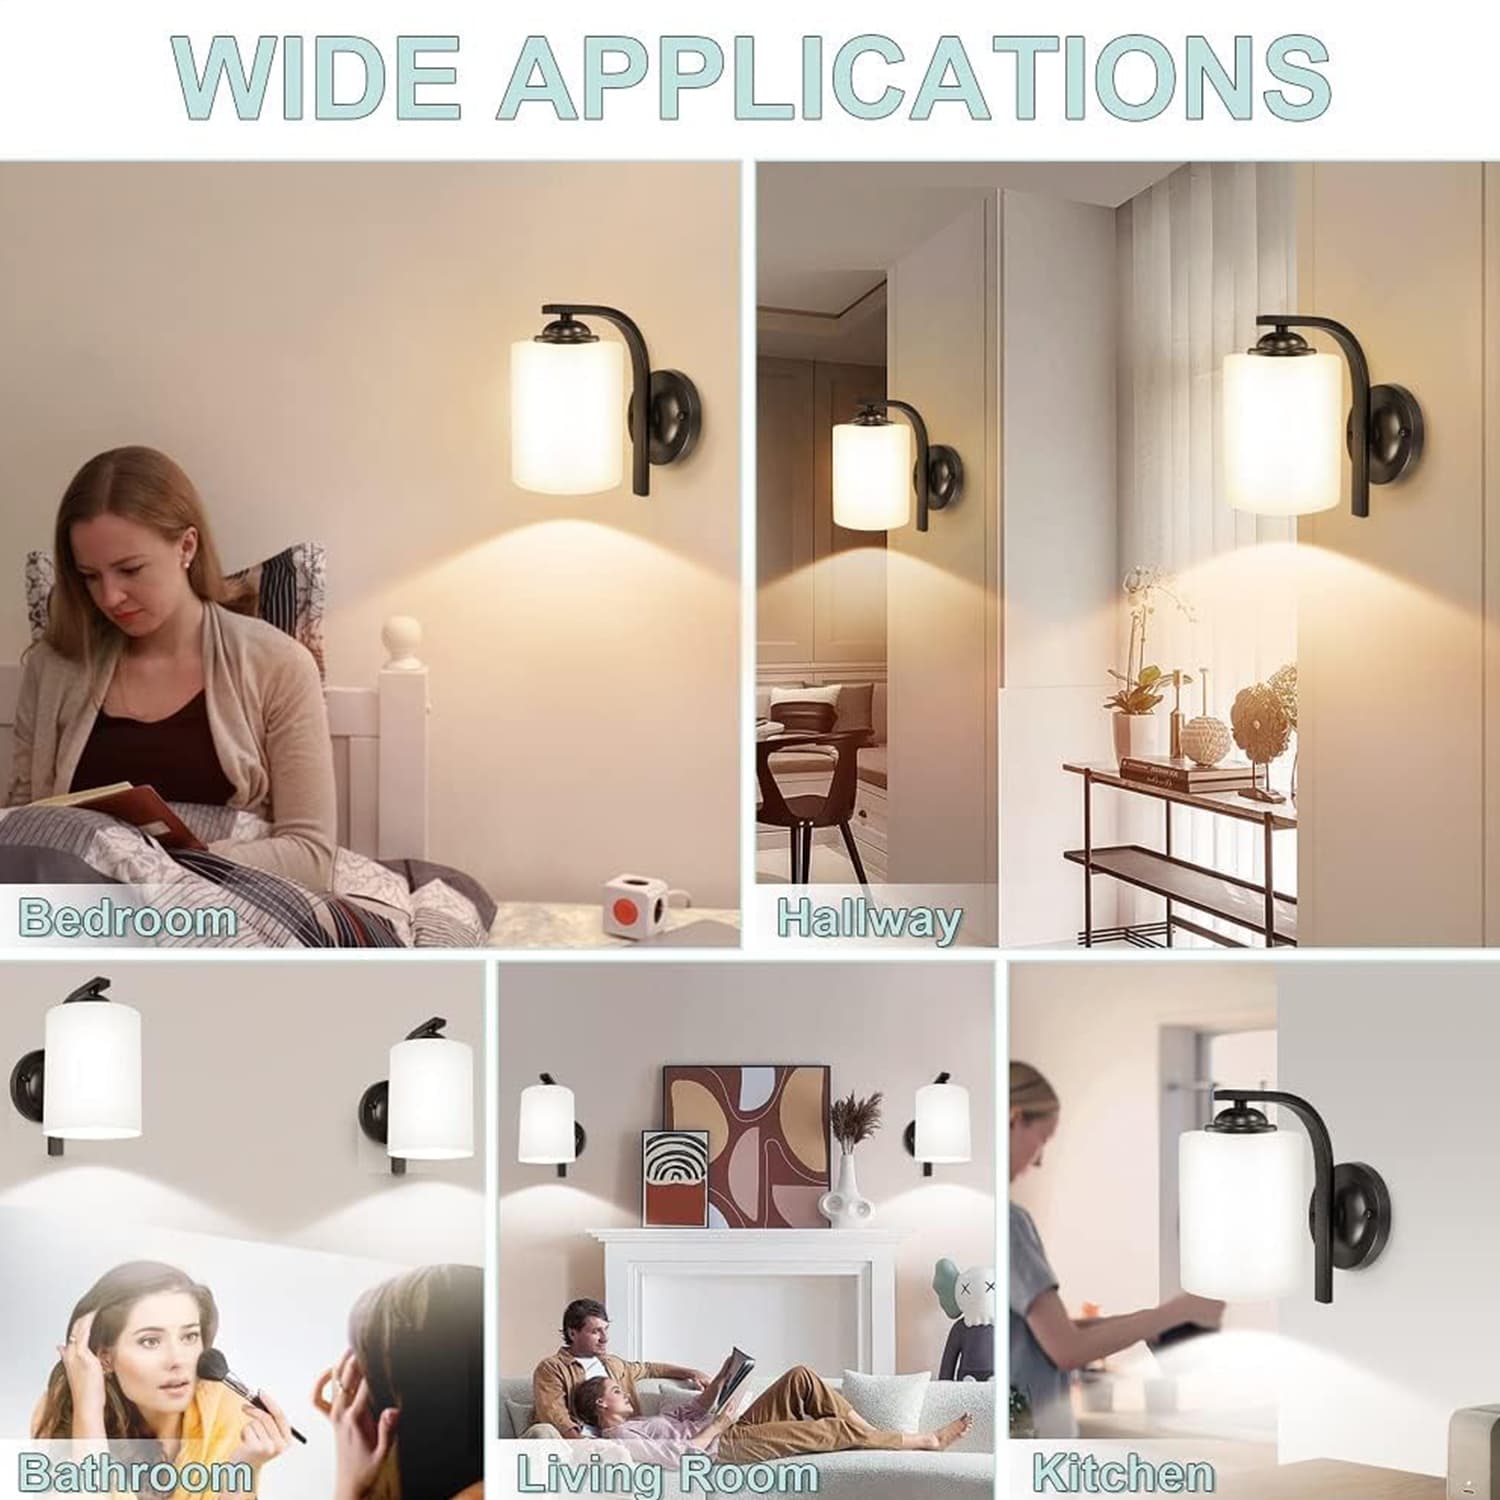 WIDE APPLICATIONS
Bedroom
Hallway
Bathroom
Living Room
Kitchen